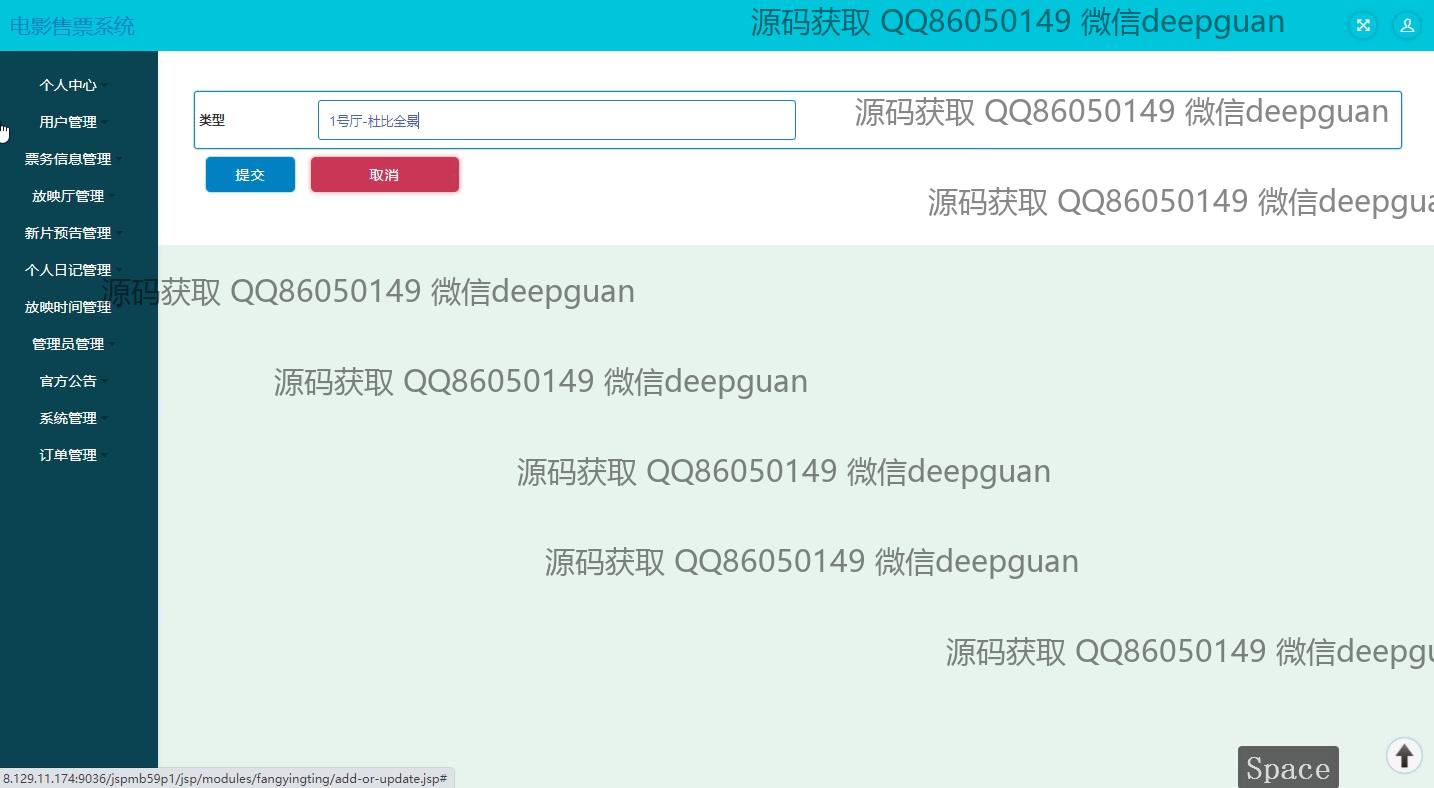 电影售票系统
源码获取 QQ86050149 微信deepguan
个人中心
用户管理
票务信息管理
放映厅管理
新片预告管理
个人日记管理
放映时间管理
管理员管理
官方公告
系统管理
订单管理
类型
1号厅-杜比全景
源码获取 QQ86050149 微信deepguan
提交
取消
源码获取 QQ86050149 微信deepgua
源码获取 QQ86050149 微信deepguan
源码获取 QQ86050149 微信deepguan
源码获取 QQ86050149 微信deepguan
源码获取 QQ86050149 微信deepguan
源码获取 QQ86050149 微信deepgu
Space
8.129.11.174:9036/jspmb59p1/jsp/modules/fangyingting/add-or-update.jsp#